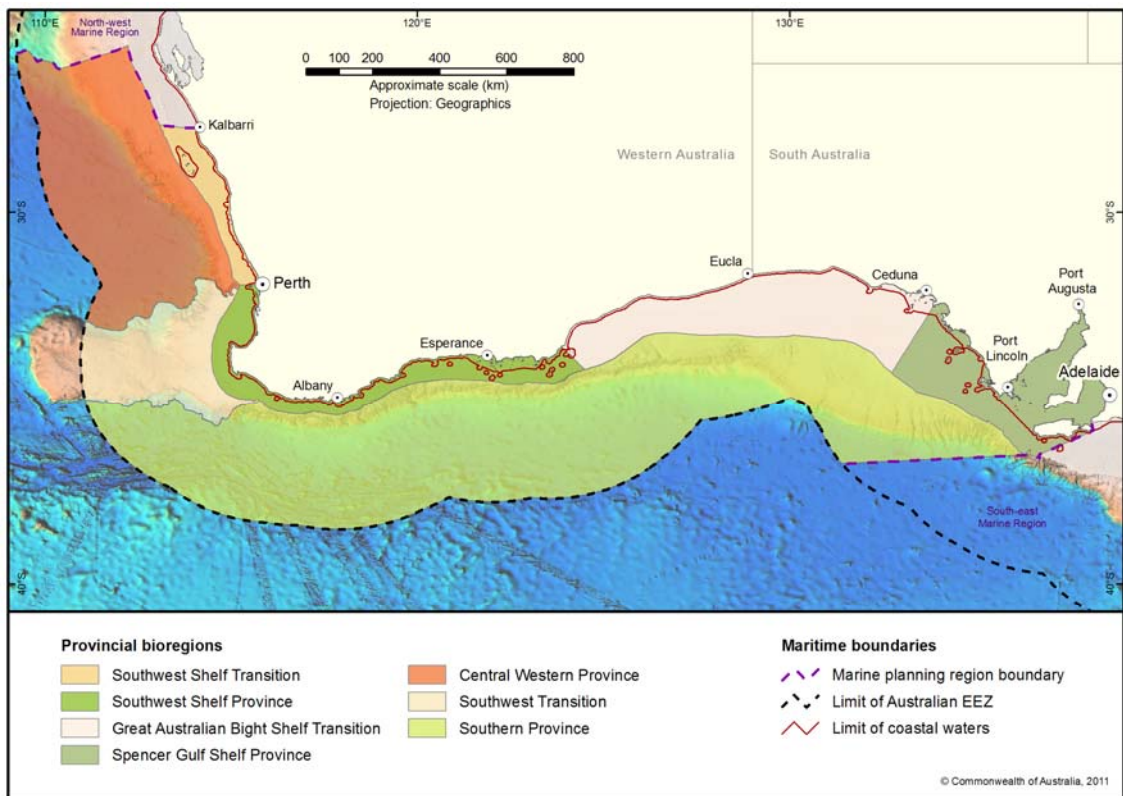 110°E
120°E
130°E
North-west
Marine Region
0 100 200 400 600 800
Approximate scale (km)
Projection: Geographics
Kalbarri
Western Australia
South Australia
30°S
30°S
Eucla
Ceduna
Port
Augusta
Perth
Esperance
Port
Lincoln
Adelaide
Albany
South-east
Marine Region
40°S
40°S
Provincial bioregions
Southwest Shelf Transition
Southwest Shelf Province
Great Australian Bight Shelf Transition
Spencer Gulf Shelf Province
Central Western Province
Southwest Transition
Southern Province
Maritime boundaries
Marine planning region boundary
Limit of Australian EEZ
Limit of coastal waters
© Commonwealth of Australia, 2011